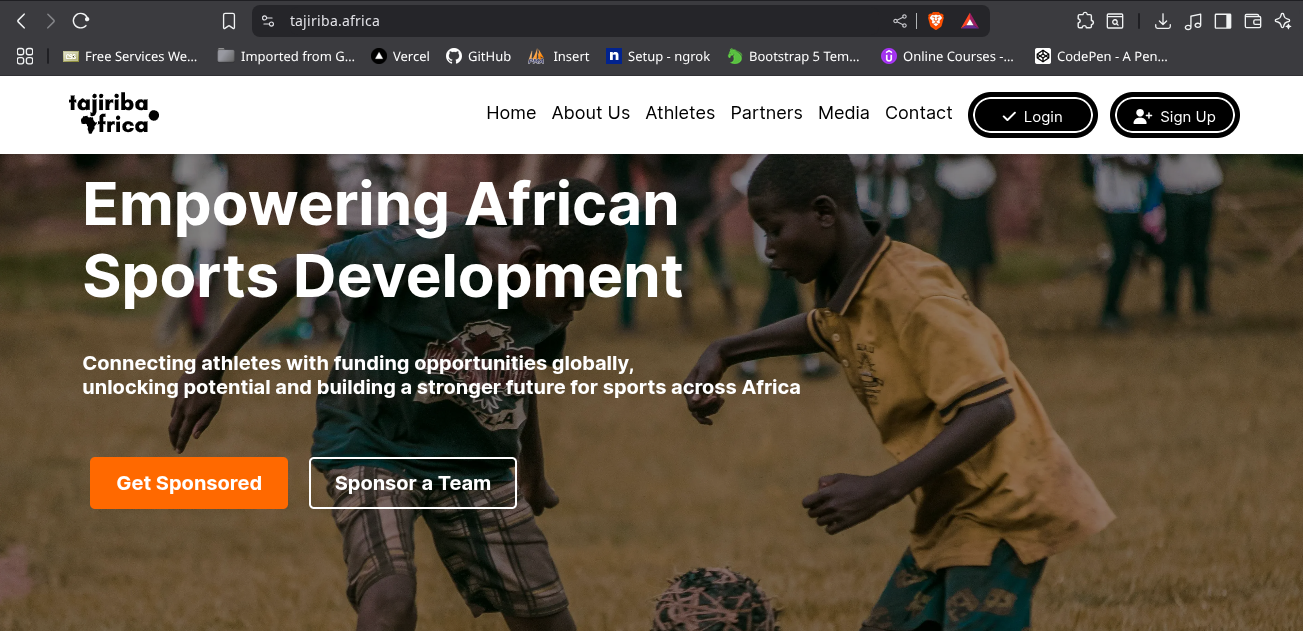 tajiriba.africa
Free Services We...
Imported from G...
Vercel
GitHub
Insert
n
Setup - ngrok
Bootstrap 5 Tem...
Online Courses -...
CodePen - A Pen...
tajiriba
africa
Home
About Us
Athletes
Partners
Media
Contact
Login
Sign Up
Empowering African
Sports Development
Connecting athletes with funding opportunities globally,
unlocking potential and building a stronger future for sports across Africa
Get Sponsored
Sponsor a Team